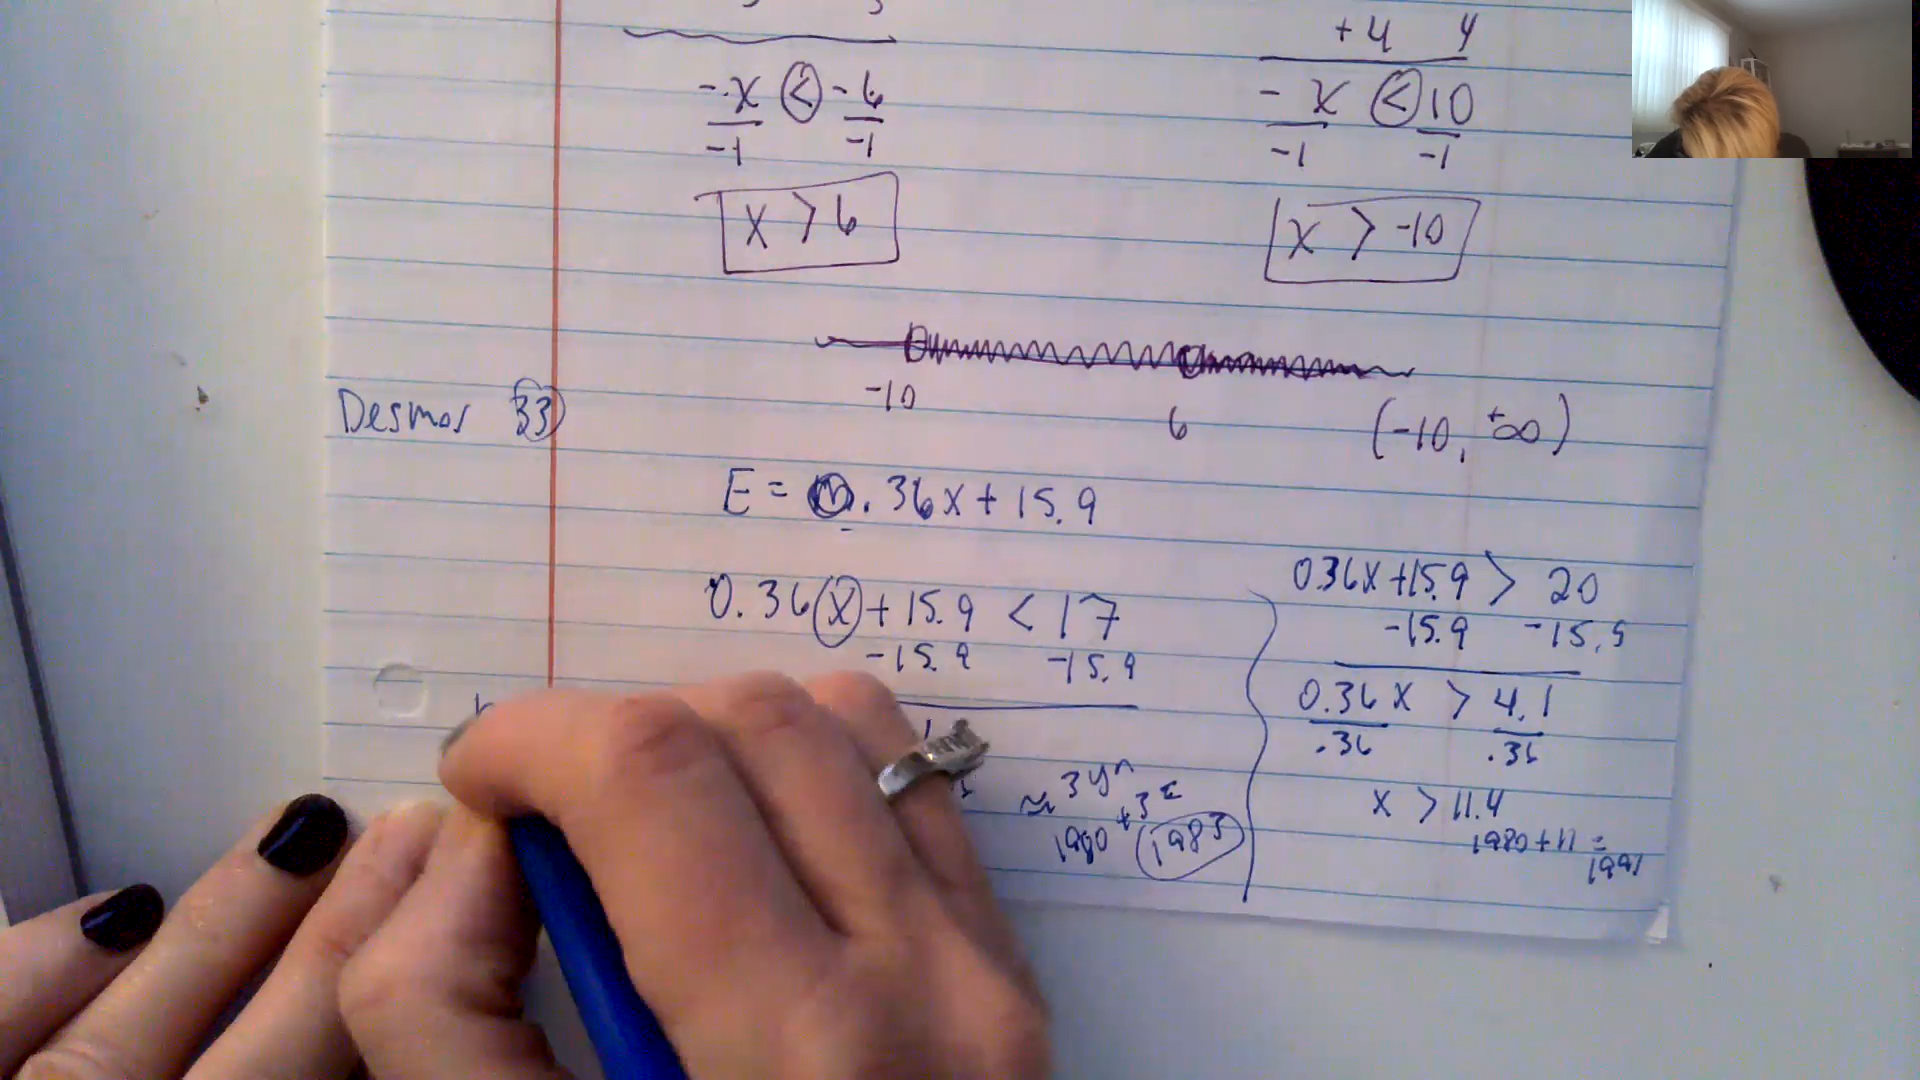 +4 4
-x < -6
-1 -1
x > 6
-x < 10
-1 -1
x > -10
-10 6 (-10, +∞)
Desmos 33
E = 0.36x + 15.9
0.36x + 15.9 < 17
-15.9 -15.9
≈ 3 yr
1980 + 3 =
1983
0.36x + 15.9 > 20
-15.9 -15.9
0.36x > 4.1
.36 .36
x > 11.4
1980 + 11 =
1991